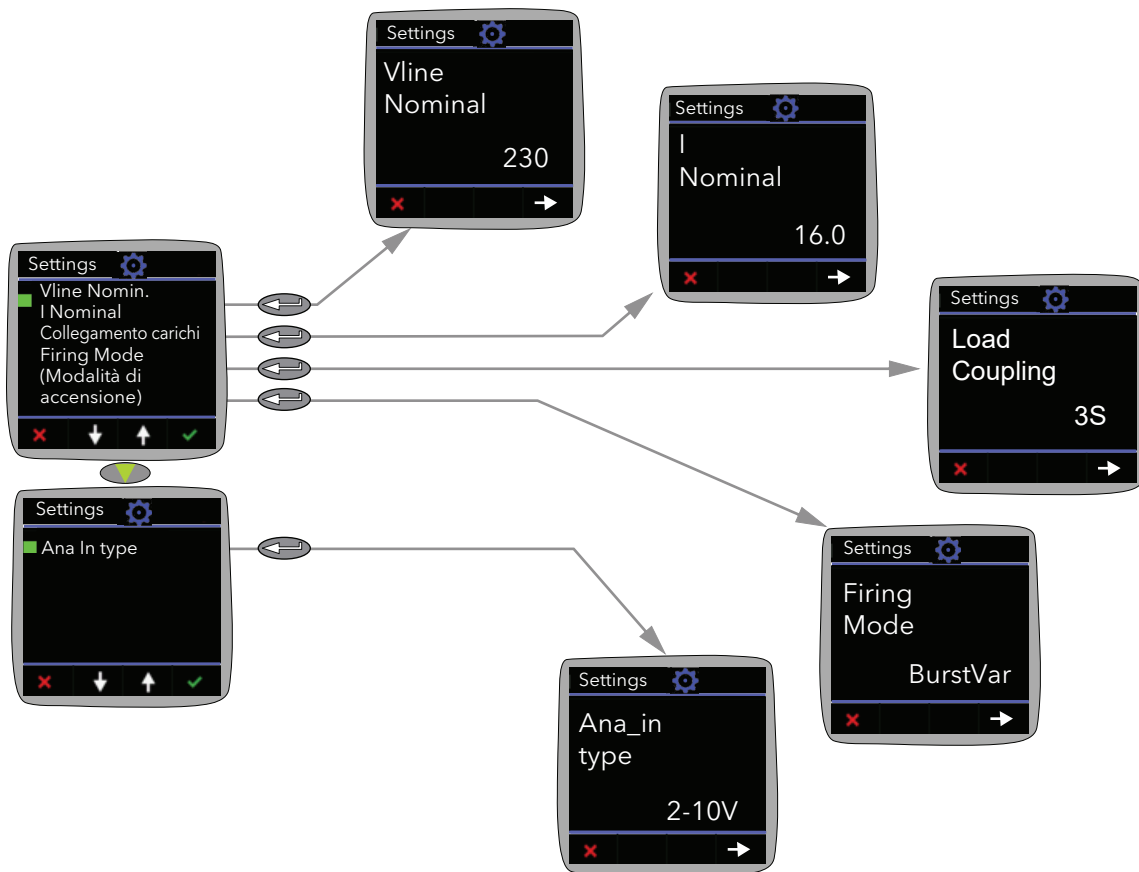 Settings
Vline
Nominal
230
Settings
I
Nominal
16.0
Settings
Vline Nomin.
I Nominal
Collegamento carichi
Firing Mode
(Modalità di
accensione)
Settings
Load
Coupling
3S
Settings
Ana In type
Settings
Firing
Mode
BurstVar
Settings
Ana_in
type
2-10V